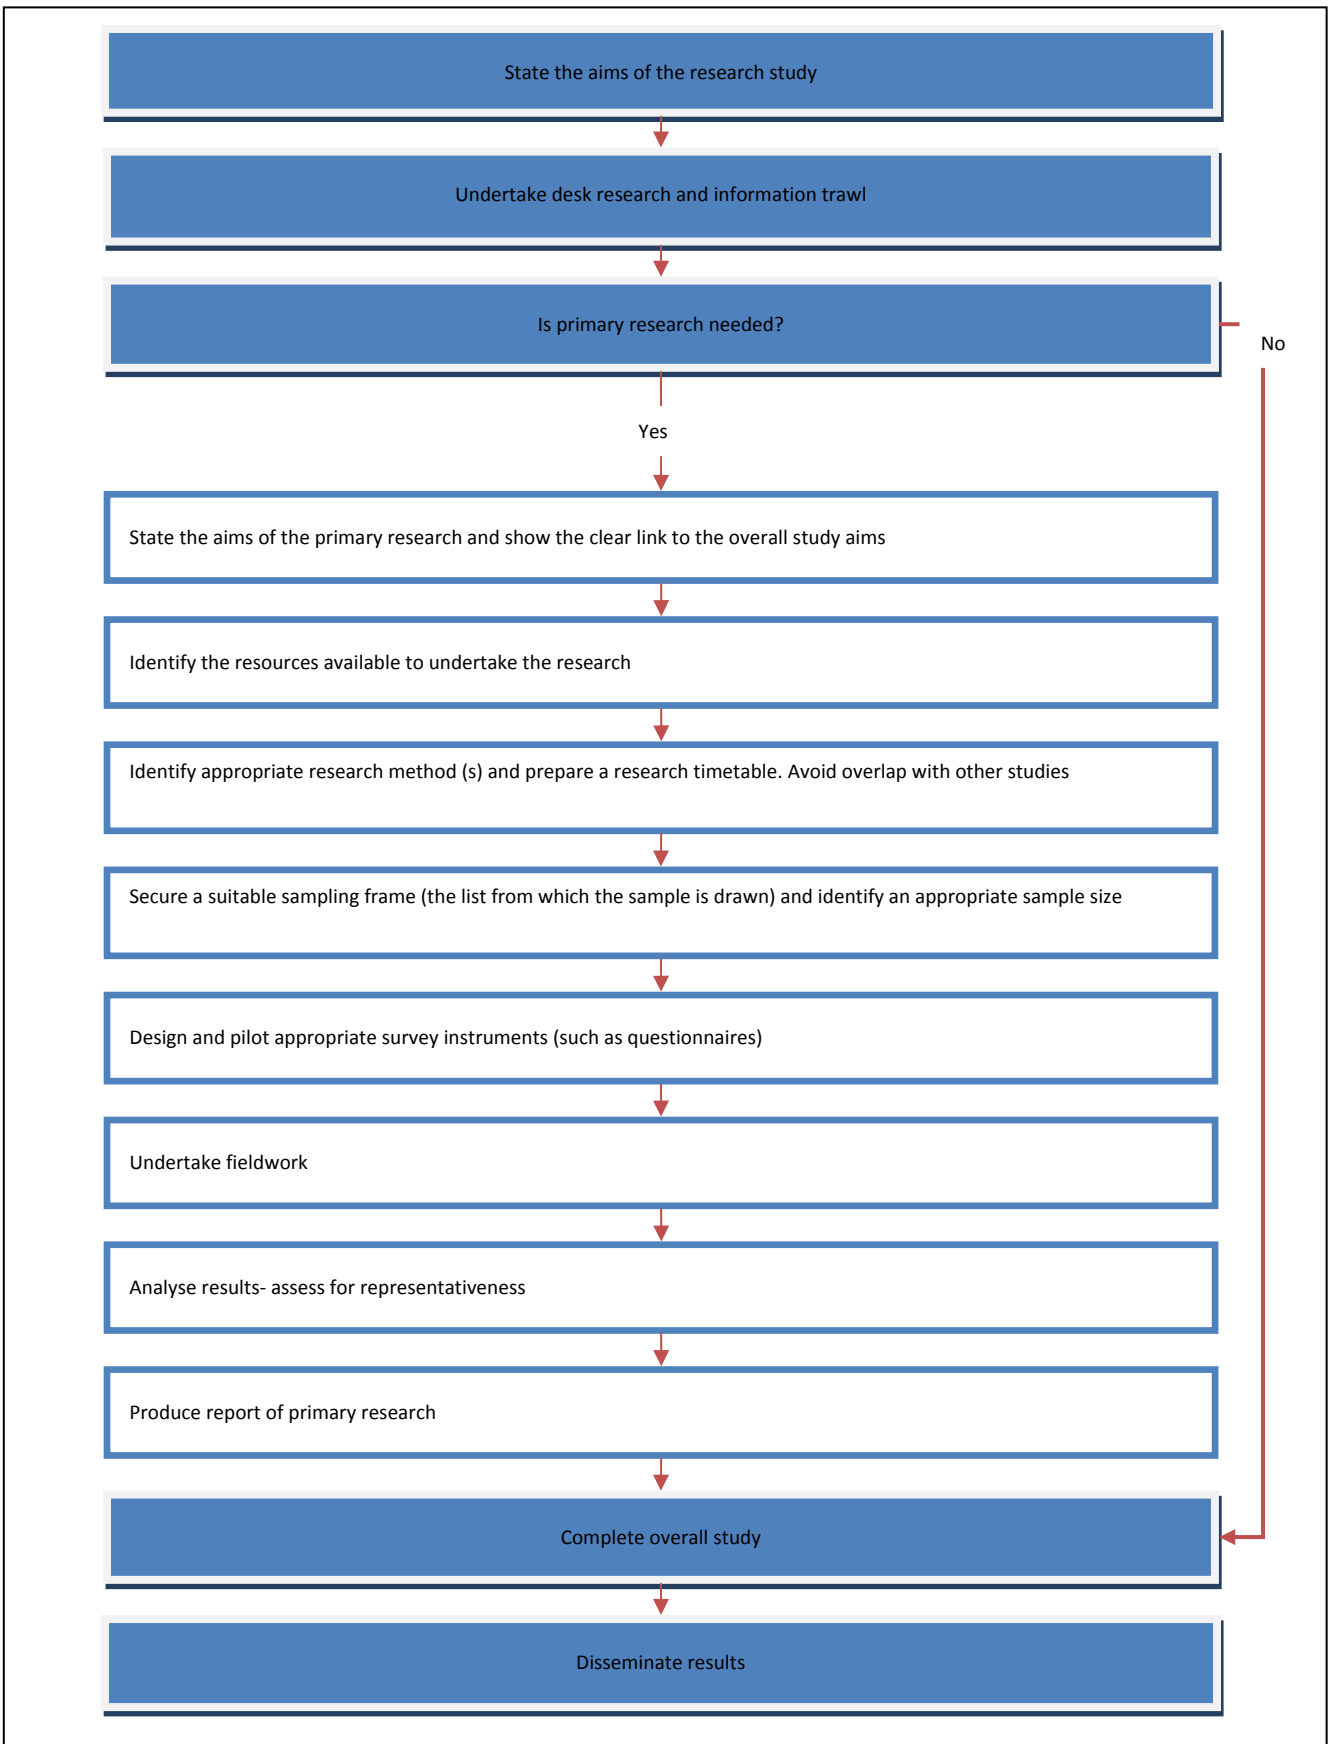 State the aims of the research study
Undertake desk research and information trawl
Is primary research needed?
No
Yes
State the aims of the primary research and show the clear link to the overall study aims
Identify the resources available to undertake the research
Identify appropriate research method (s) and prepare a research timetable. Avoid overlap with other studies
Secure a suitable sampling frame (the list from which the sample is drawn) and identify an appropriate sample size
Design and pilot appropriate survey instruments (such as questionnaires)
Undertake fieldwork
Analyse results- assess for representativeness
Produce report of primary research
Complete overall study
Disseminate results